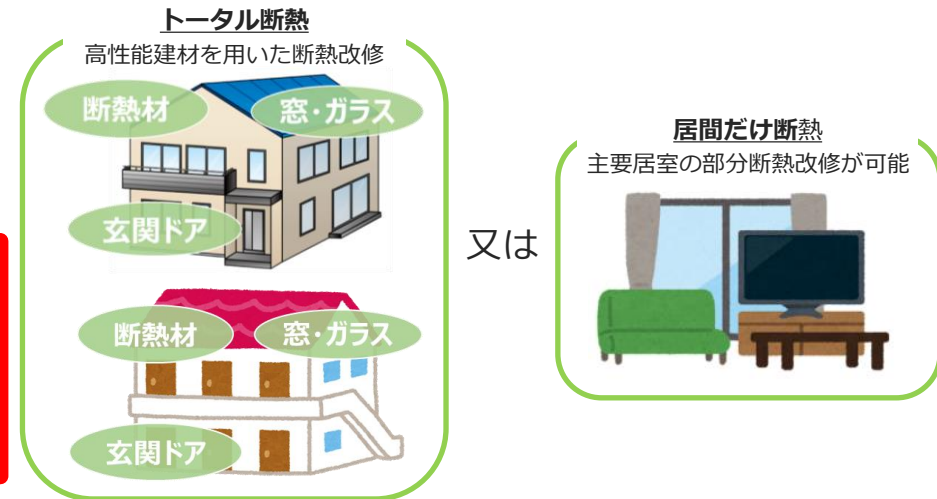 トータル断熱
高性能建材を用いた断熱改修
断熱材
窓・ガラス
玄関ドア
断熱材
窓・ガラス
玄関ドア
又は
居間だけ断熱
主要居室の部分断熱改修が可能